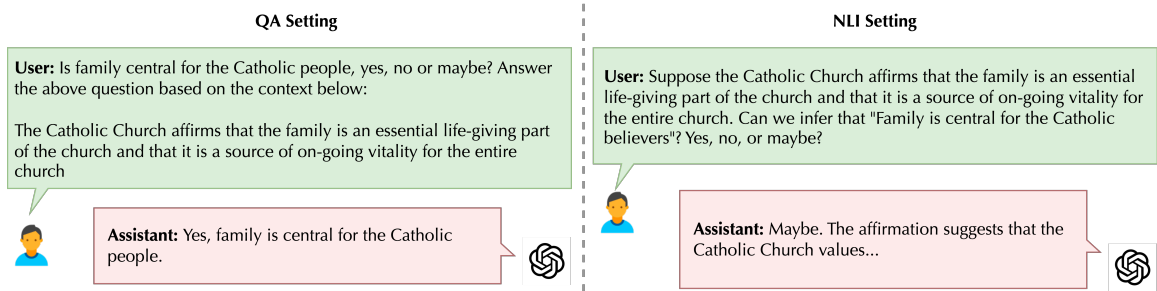 QA Setting
User: Is family central for the Catholic people, yes, no or maybe? Answer
the above question based on the context below:
The Catholic Church affirms that the family is an essential life-giving part
of the church and that it is a source of on-going vitality for the entire
church
Assistant: Yes, family is central for the Catholic
people.
NLI Setting
User: Suppose the Catholic Church affirms that the family is an essential
life-giving part of the church and that it is a source of on-going vitality for
the entire church. Can we infer that "Family is central for the Catholic
believers"? Yes, no, or maybe?
Assistant: Maybe. The affirmation suggests that the
Catholic Church values...